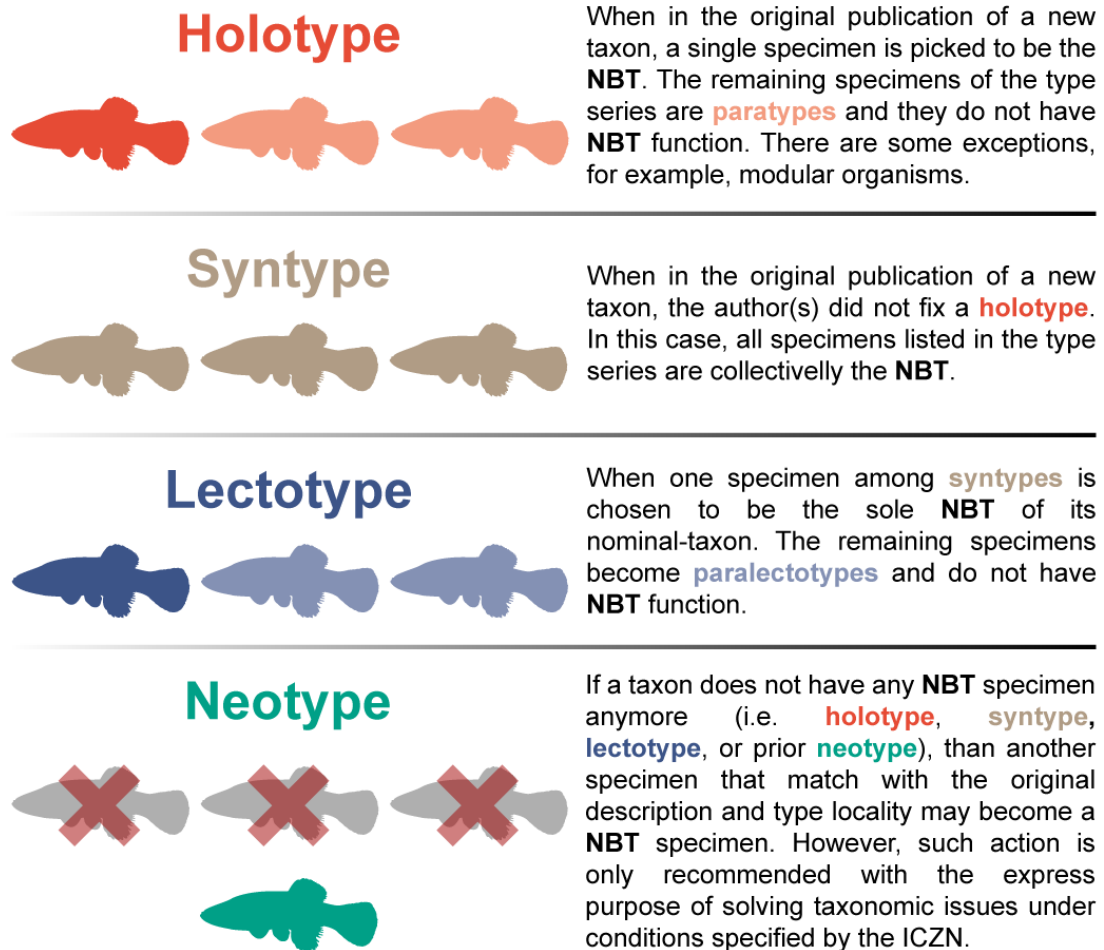 Holotype
When in the original publication of a new
taxon, a single specimen is picked to be the
NBT. The remaining specimens of the type
series are paratypes and they do not have
NBT function. There are some exceptions,
for example, modular organisms.
Syntype
When in the original publication of a new
taxon, the author(s) did not fix a holotype.
In this case, all specimens listed in the type
series are collectivelly the NBT.
Lectotype
When one specimen among syntypes is
chosen to be the sole NBT of its
nominal-taxon. The remaining specimens
become paralectotypes and do not have
NBT function.
Neotype
If a taxon does not have any NBT specimen
anymore (i.e. holotype, syntype,
lectotype, or prior neotype), than another
specimen that match with the original
description and type locality may become a
NBT specimen. However, such action is
only recommended with the express
purpose of solving taxonomic issues under
conditions specified by the ICZN.